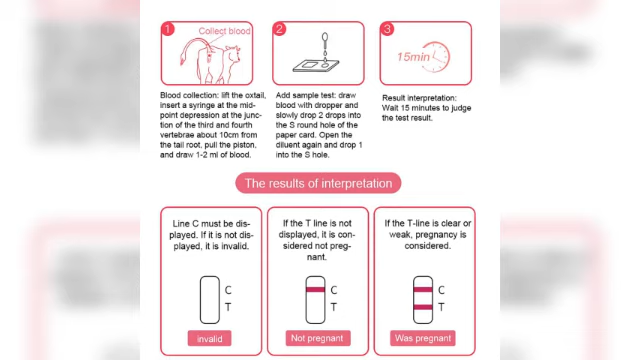 1
Collect blood
Blood collection: lift the oxtail,
insert a syringe at the mid-
point depression at the junc-
tion of the third and fourth
vertebrae about 10cm from
the tail root, pull the piston,
and draw 1-2 ml of blood.
2
Add sample test: draw
blood with dropper and
slowly drop 2 drops into
the S round hole of the
paper card. Open the
diluent again and drop 1
into the S hole.
3
15min
Result interpretation:
Wait 15 minutes to judge
the test result.
The results of interpretation
Line C must be dis-
played. If it is not dis-
played, it is invalid.
C
T
invalid
If the T line is not
displayed, it is con-
sidered not preg-
nant.
C
T
Not pregnant
If the T-line is clear or
weak, pregnancy is
considered.
C
T
Was pregnant